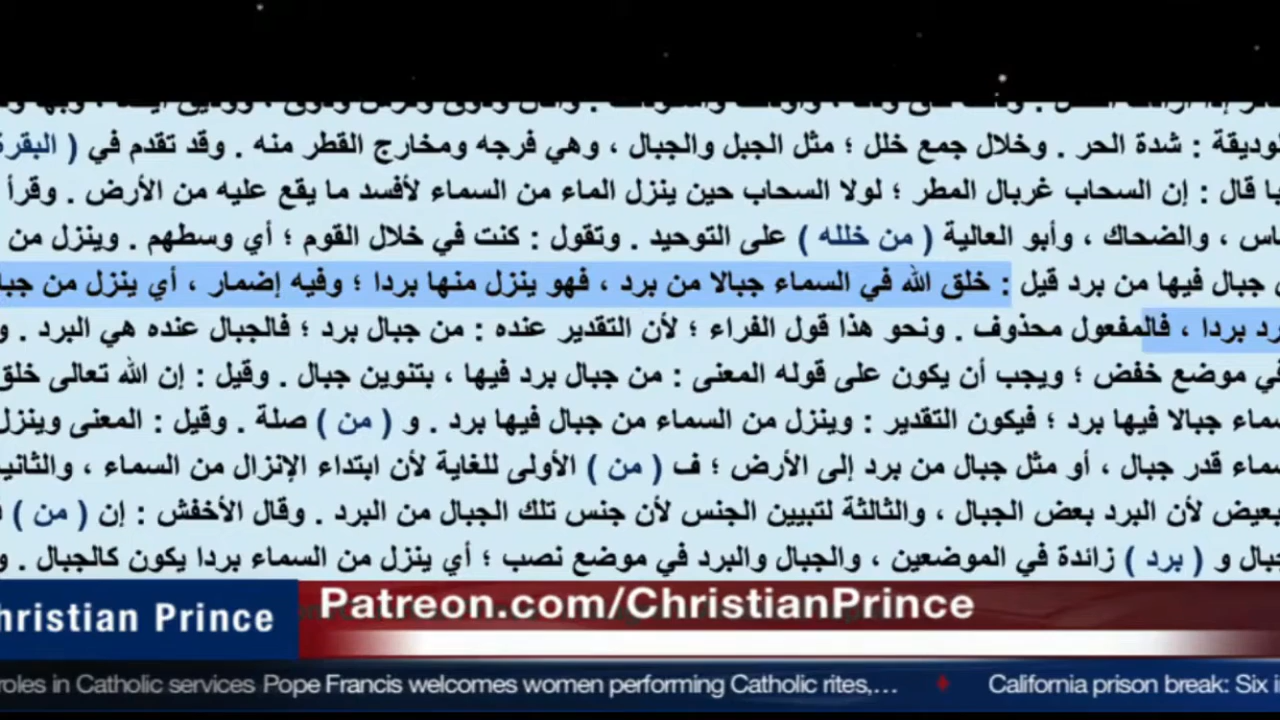 : شدة الحر . وخلال جمع خلل ؛ مثل الجبل والجبال ، وهي فرجه ومخارج القطر منه . وقد تقدم في ( البقرة
قال : إن السحاب غربال المطر ؛ لولا السحاب حين ينزل الماء من السماء لأفسد ما يقع عليه من الأرض . وقرأ
، والضحاك ، وأبو العالية ( من خلله ) على التوحيد . وتقول : كنت في خلال القوم ؛ أي وسطهم . وينزل من
جبال فيها من برد قيل : خلق الله في السماء جبالا من برد ، فهو ينزل منها بردا ؛ وفيه إضمار ، أي ينزل من
بردا ، فالمفعول محذوف . ونحو هذا قول الفراء ؛ لأن التقدير عنده : من جبال برد ؛ فالجبال عنده هي البرد .
في موضع خفض ؛ ويجب أن يكون على قوله المعنى : من جبال برد فيها ، بتنوين جبال . وقيل : إن الله تعالى خلق
جبالا فيها برد ؛ فيكون التقدير : وينزل من السماء من جبال فيها برد . و ( من ) صلة . وقيل : المعنى وينزل
قدر جبال ، أو مثل جبال من برد إلى الأرض ؛ ف ( من ) الأولى للغاية لأن ابتداء الإنزال من السماء ، والثانية
لأن البرد بعض الجبال ، والثالثة لتبيين الجنس لأن جنس تلك الجبال من البرد . وقال الأخفش : إن ( من )
و ( برد ) زائدة في الموضعين ، والجبال والبرد في موضع نصب ؛ أي ينزل من السماء بردا يكون كالجبال .
hristian Prince
Patreon.com/ChristianPrince
roles in Catholic services Pope Francis welcomes women performing Catholic rites,... California prison break: Six